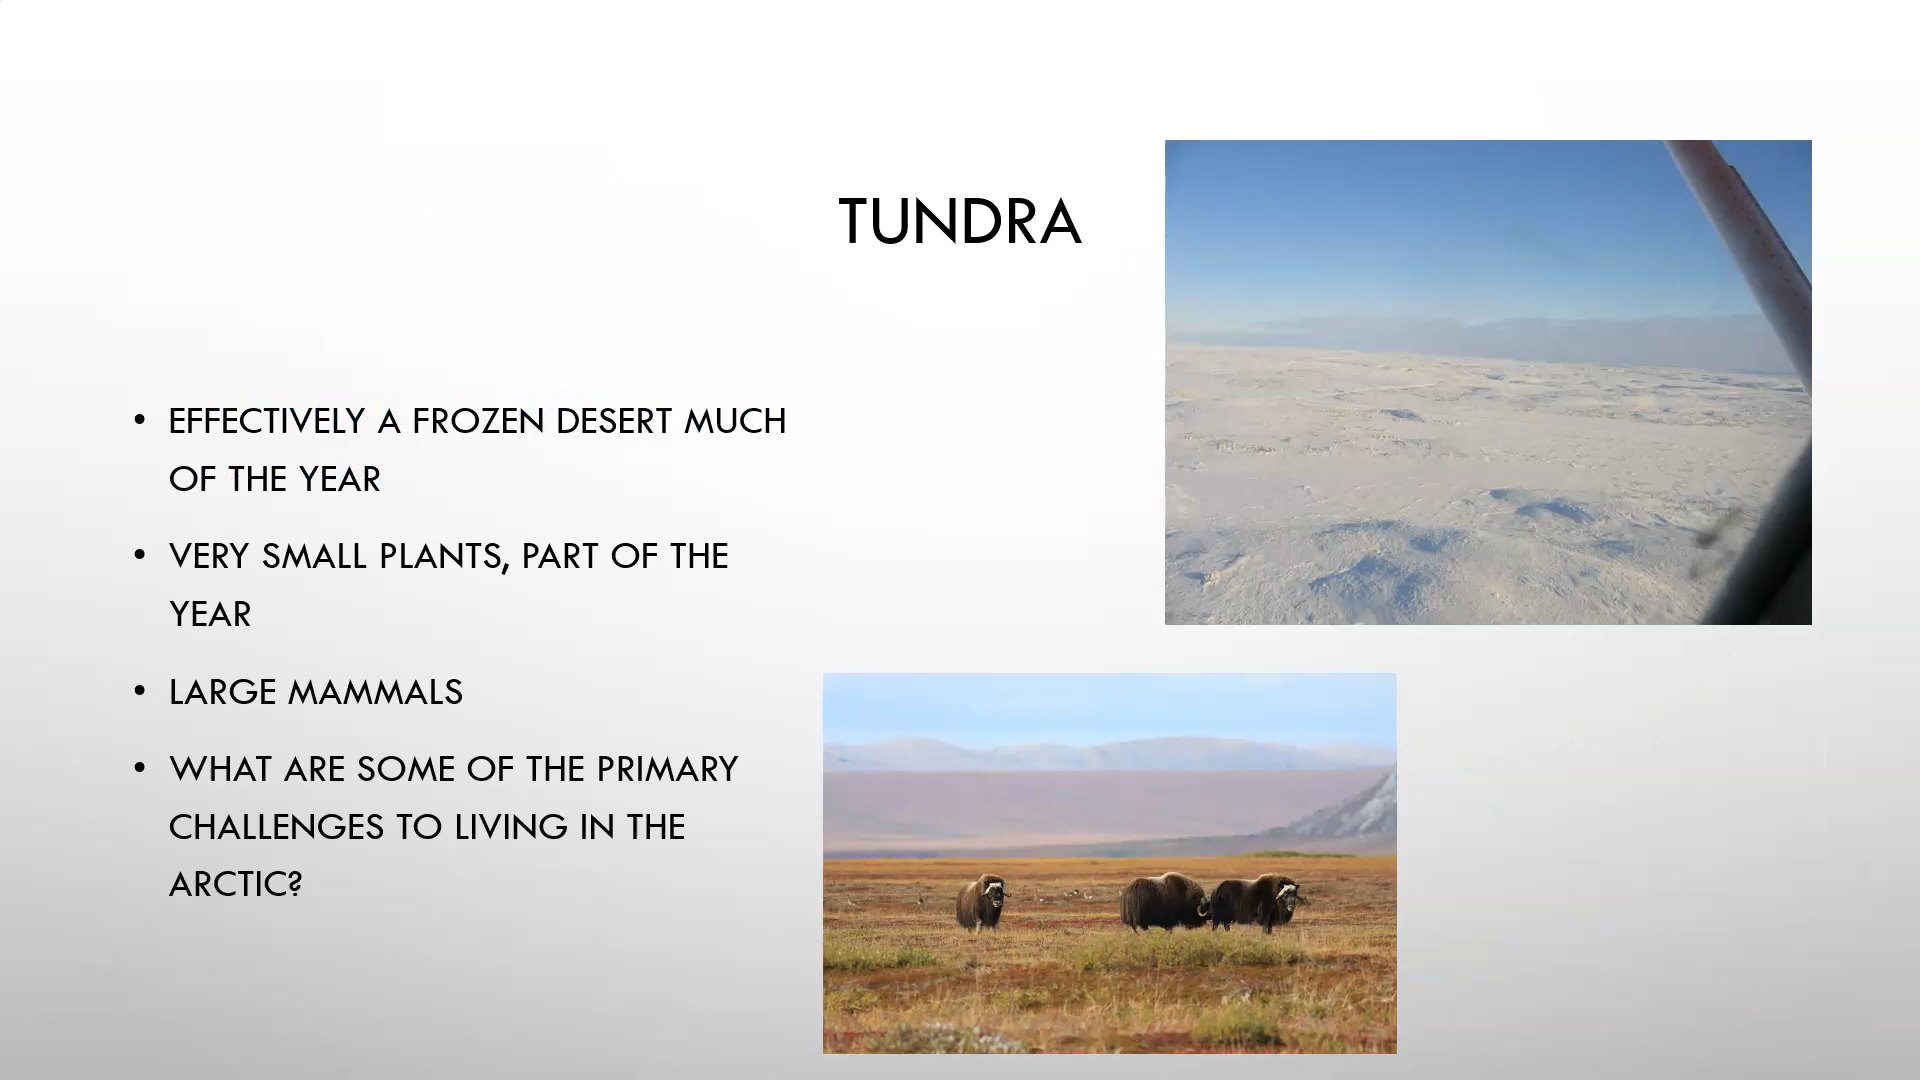 TUNDRA
• EFFECTIVELY A FROZEN DESERT MUCH
OF THE YEAR
• VERY SMALL PLANTS, PART OF THE
YEAR
• LARGE MAMMALS
• WHAT ARE SOME OF THE PRIMARY
CHALLENGES TO LIVING IN THE
ARCTIC?